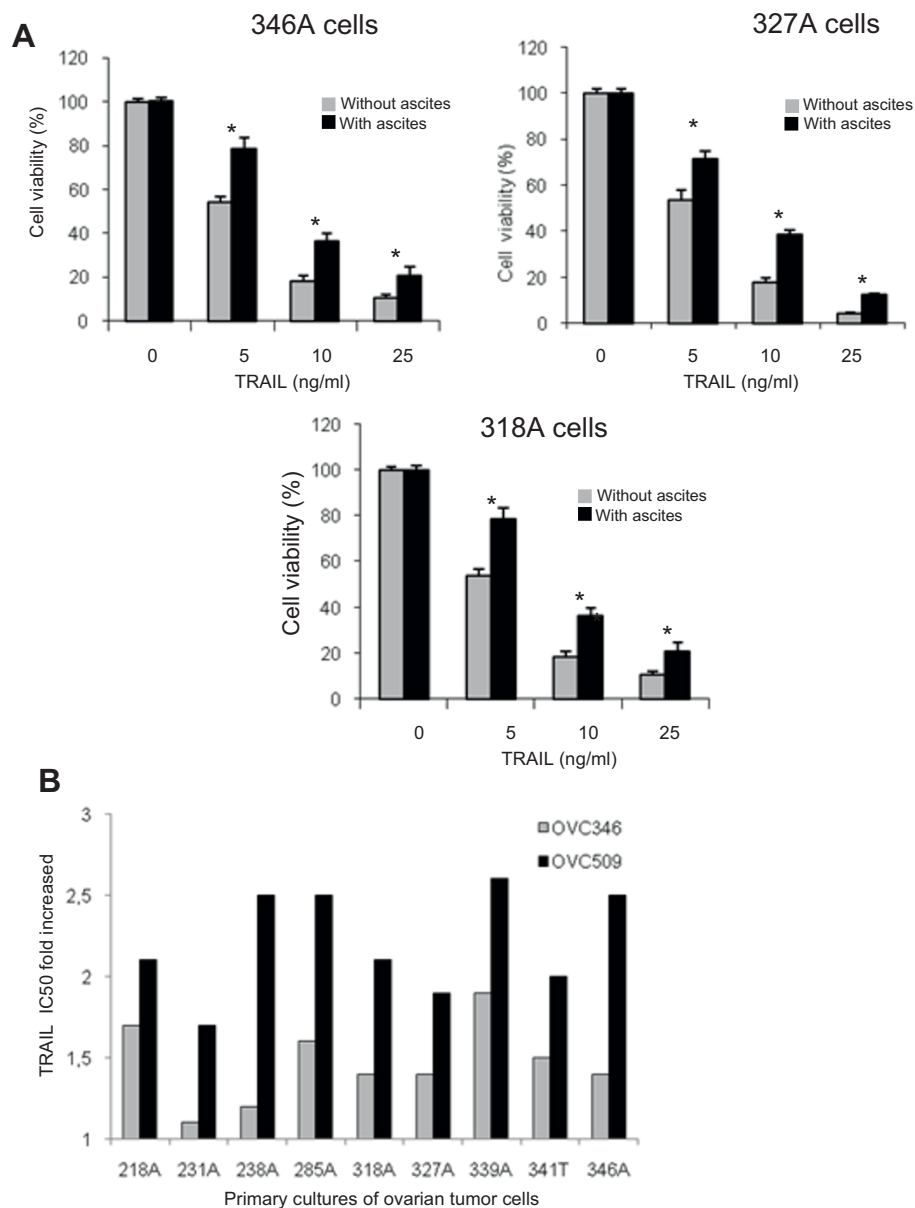 A
346A cells
120
100
80
60
40
20
0
Cell viability (%)
Without ascites
With ascites
*
*
*
0 5 10 25
TRAIL (ng/ml)
327A cells
120
100
80
60
40
20
0
Cell viability (%)
Without ascites
With ascites
*
*
*
0 5 10 25
TRAIL (ng/ml)
318A cells
120
100
80
60
40
20
0
Cell viability (%)
Without ascites
With ascites
*
*
*
*
0 5 10 25
TRAIL (ng/ml)
B
3
2,5
2
1,5
1
TRAIL IC50 fold increased
OVC346
OVC509
218A 231A 238A 285A 318A 327A 339A 341T 346A
Primary cultures of ovarian tumor cells